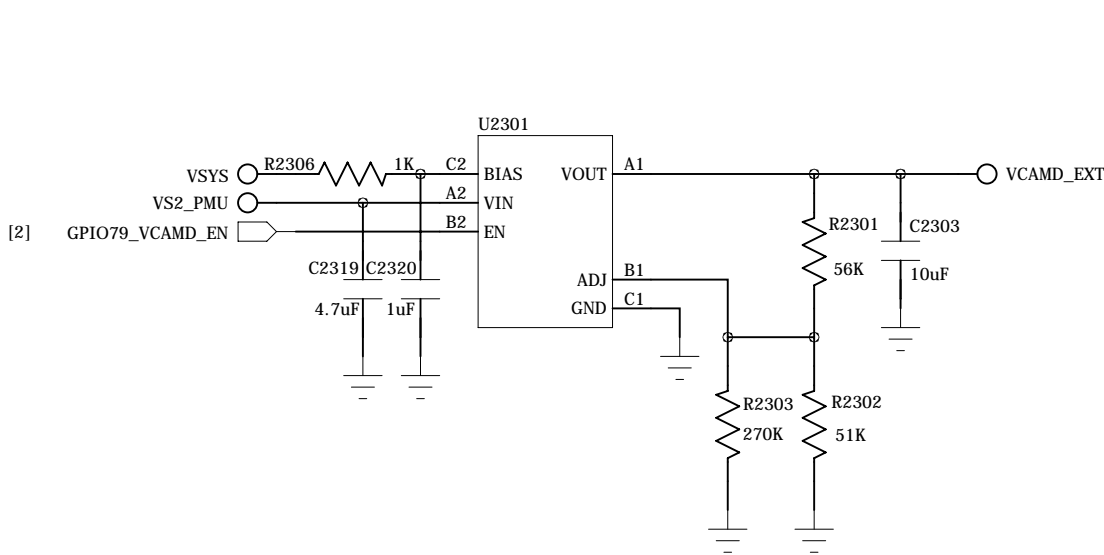 U2301
VSYS R2306 1K C2 BIAS VOUT A1 VCAMD_EXT
VS2_PMU A2 VIN
[2] GPIO79_VCAMD_EN B2 EN
R2301 C2303
56K 10uF
C2319 C2320 ADJ B1
4.7uF 1uF GND C1
R2303 R2302
270K 51K